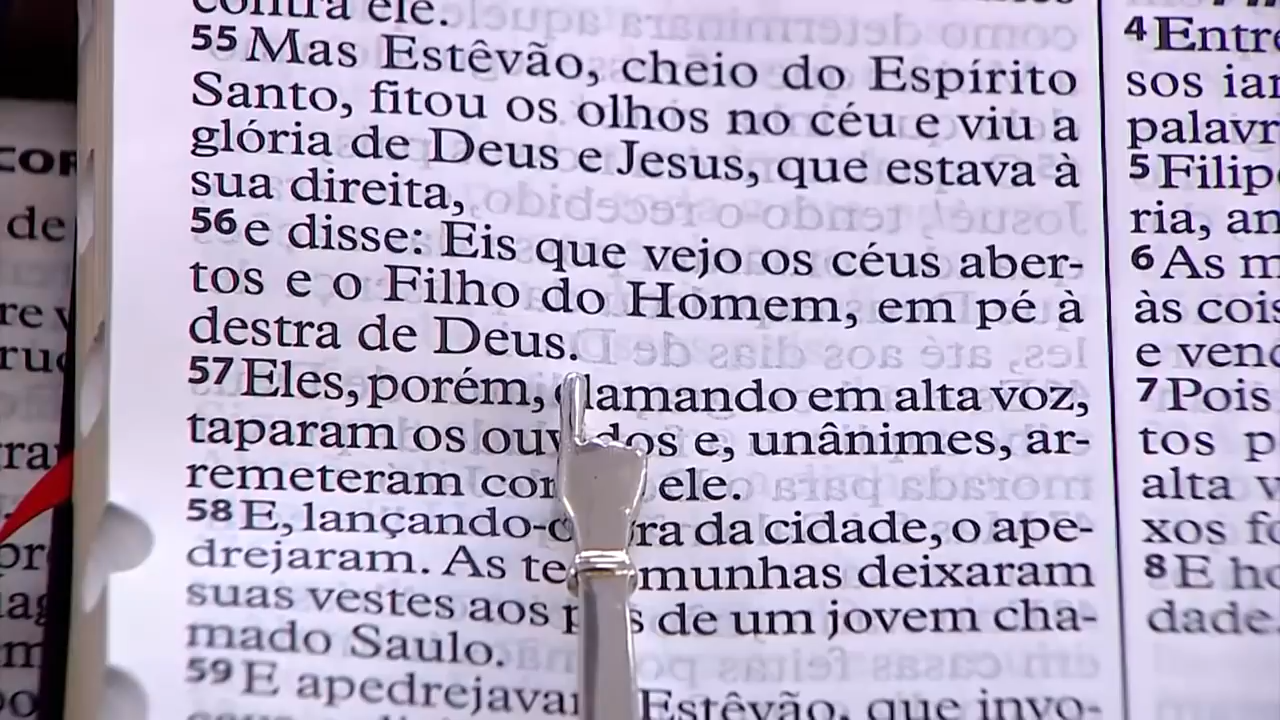 contra ele.
55 Mas Estêvão, cheio do Espírito
Santo, fitou os olhos no céu e viu a
glória de Deus e Jesus, que estava à
sua direita,
56 e disse: Eis que vejo os céus aber-
tos e o Filho do Homem, em pé à
destra de Deus.
57 Eles, porém, clamando em alta voz,
taparam os ouvidos e, unânimes, ar-
remeteram contra ele.
58 E, lançando-o fora da cidade, o ape-
drejaram. As testemunhas deixaram
suas vestes aos pés de um jovem cha-
mado Saulo.
59 E apedrejavam Estêvão, que invo-
4 Entre
sos ia
palavr
5 Filip
ria, an
6 As m
às cois
e vend
7 Pois
tos p
alta v
xos fo
8 E ho
dade.
de